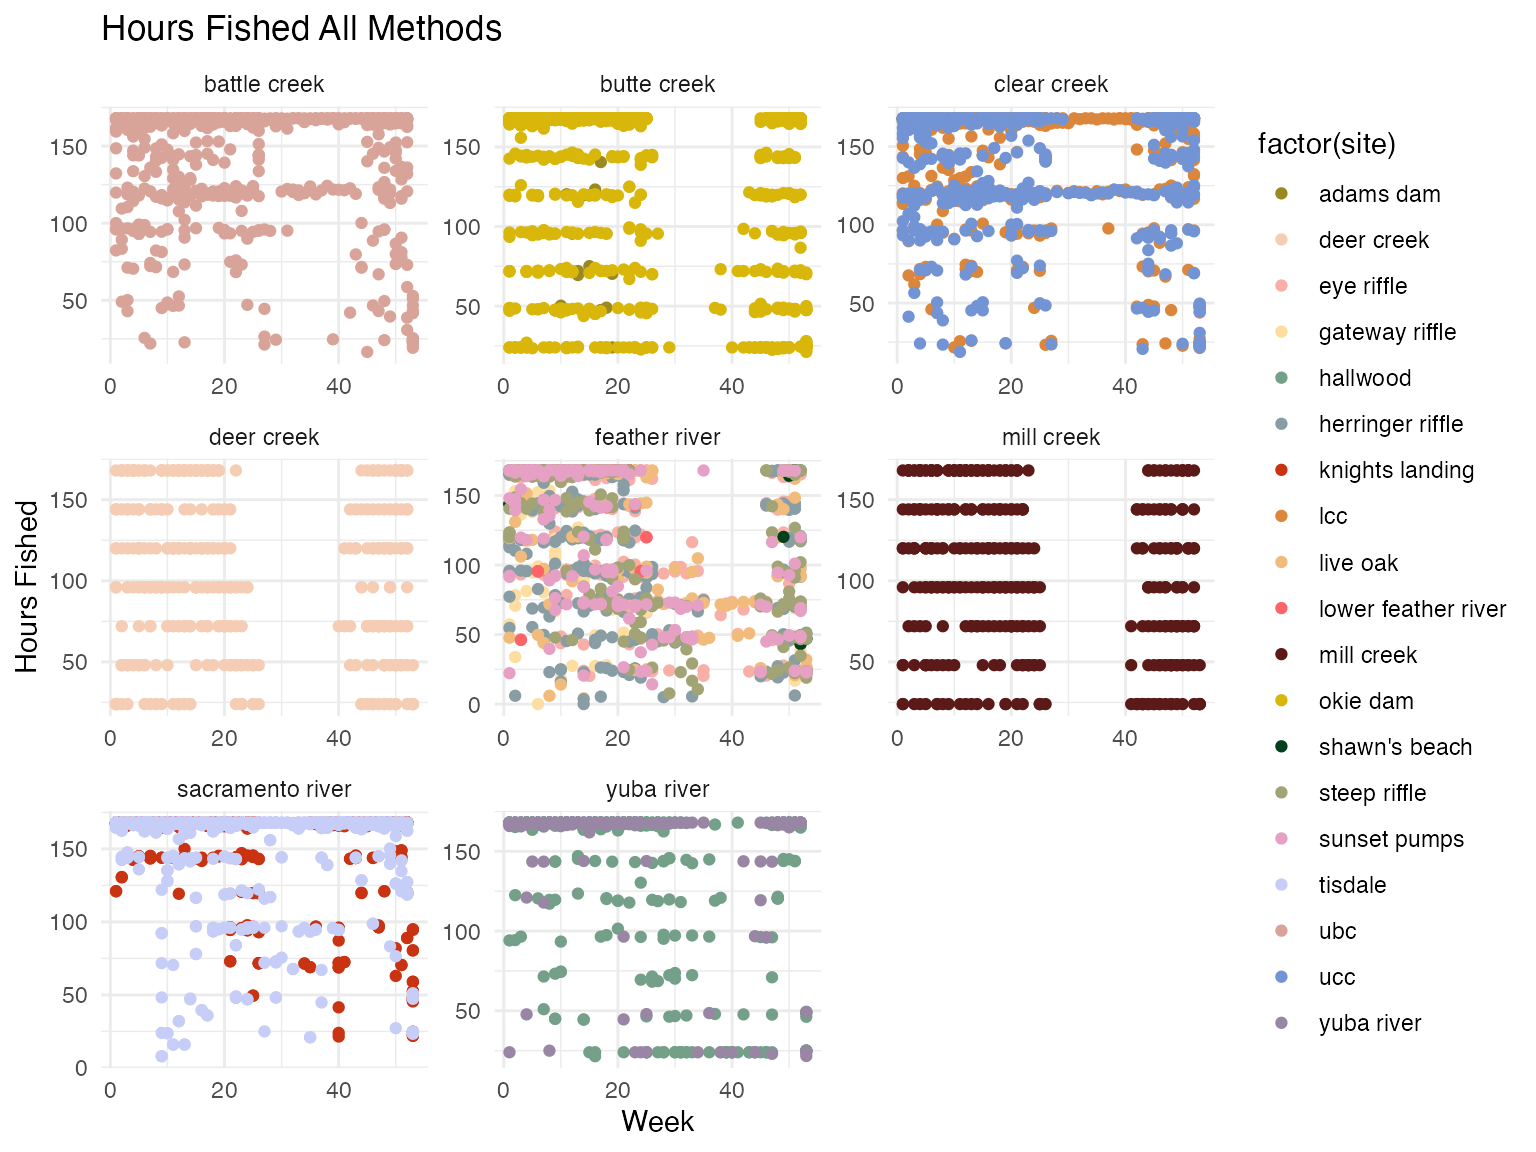 Hours Fished All Methods
battle creek
butte creek
clear creek
150
100
50
0 20 40
150
100
50
0 20 40
150
100
50
0 20 40
deer creek
feather river
mill creek
150
100
50
0 20 40
150
100
50
0
0 20 40
150
100
50
0 20 40
sacramento river
yuba river
150
100
50
0
0 20 40
150
100
50
0 20 40
Hours Fished
Week
factor(site)
adams dam
deer creek
eye riffle
gateway riffle
hallwood
herringer riffle
knights landing
lcc
live oak
lower feather river
mill creek
okie dam
shawn's beach
steep riffle
sunset pumps
tisdale
ubc
ucc
yuba river